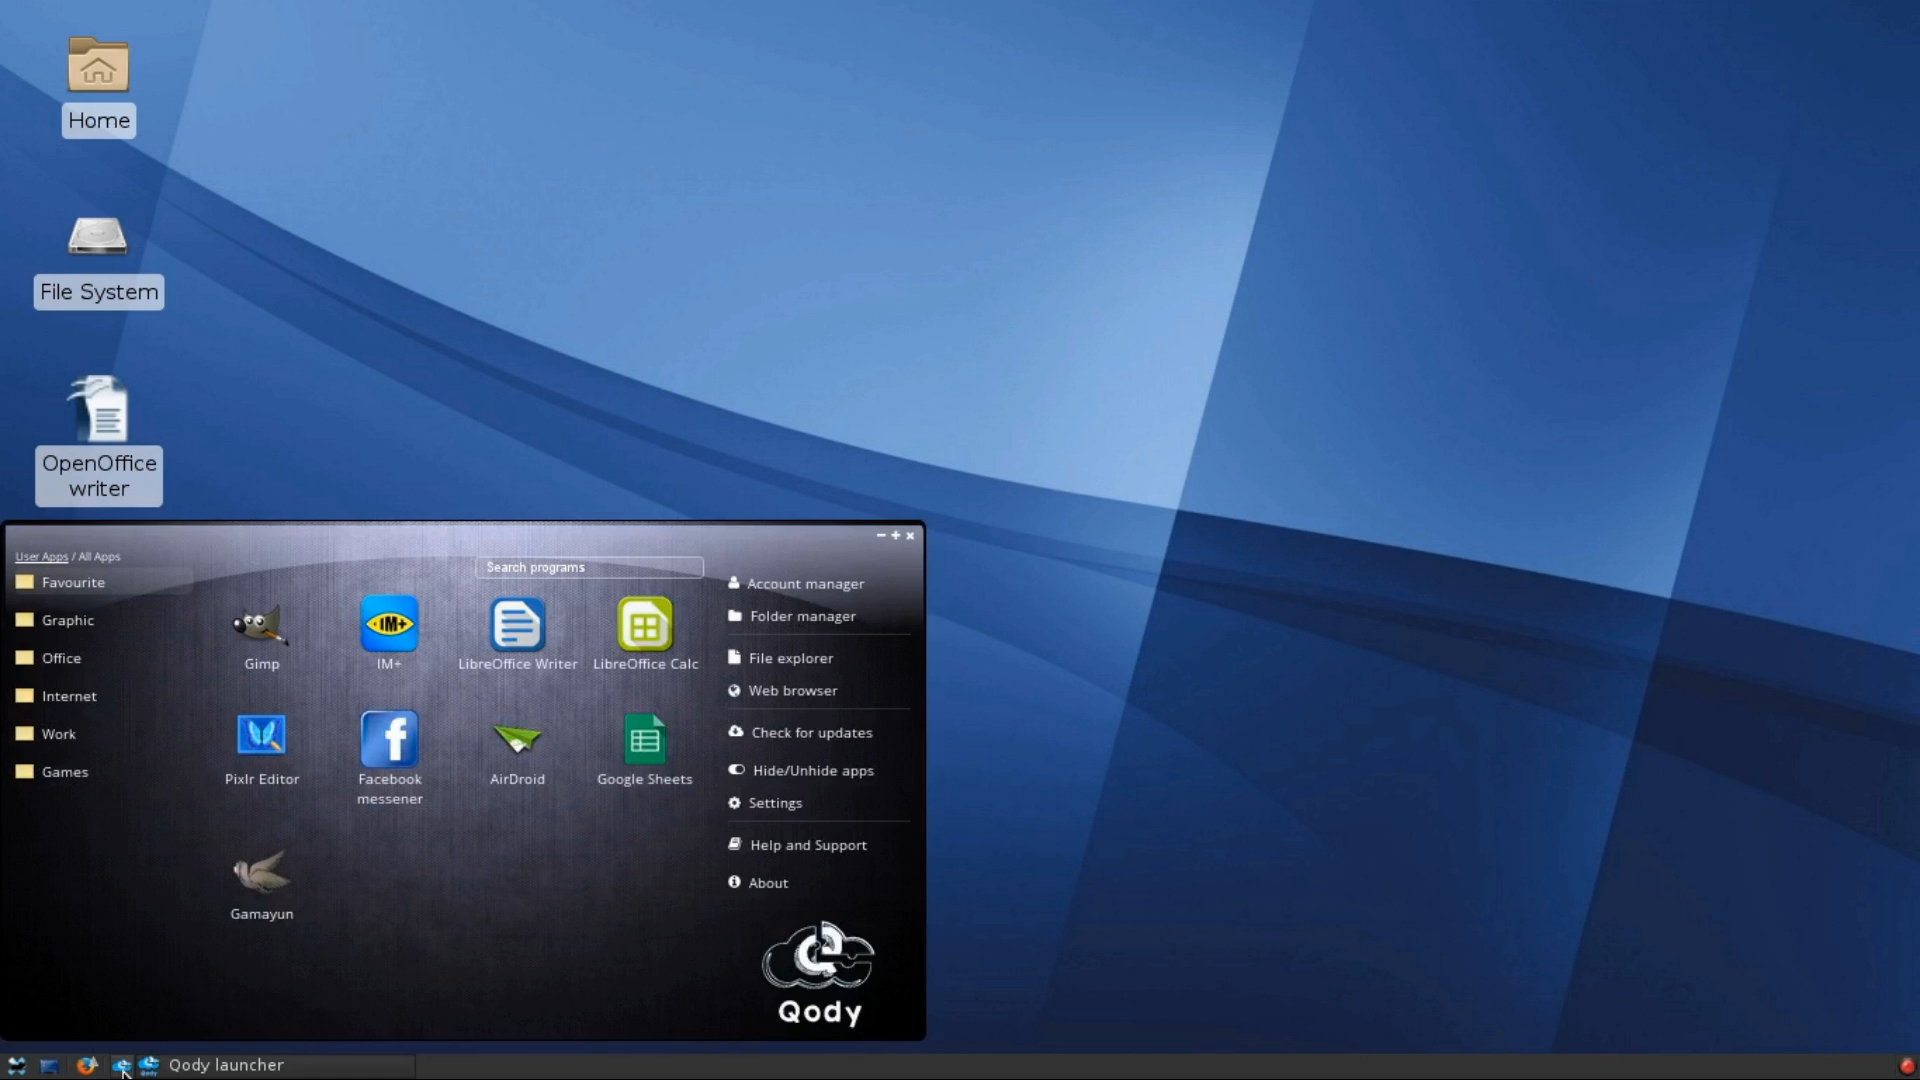 Home
File System
OpenOffice
writer
User Apps / All Apps
Search programs
Favourite
Graphic
Office
Internet
Work
Games
Gimp
IM+
IM+
LibreOffice Writer
LibreOffice Calc
Pixlr Editor
Facebook
messener
AirDroid
Google Sheets
Gamayun
Account manager
Folder manager
File explorer
Web browser
Check for updates
Hide/Unhide apps
Settings
Help and Support
About
Qody
Qody launcher